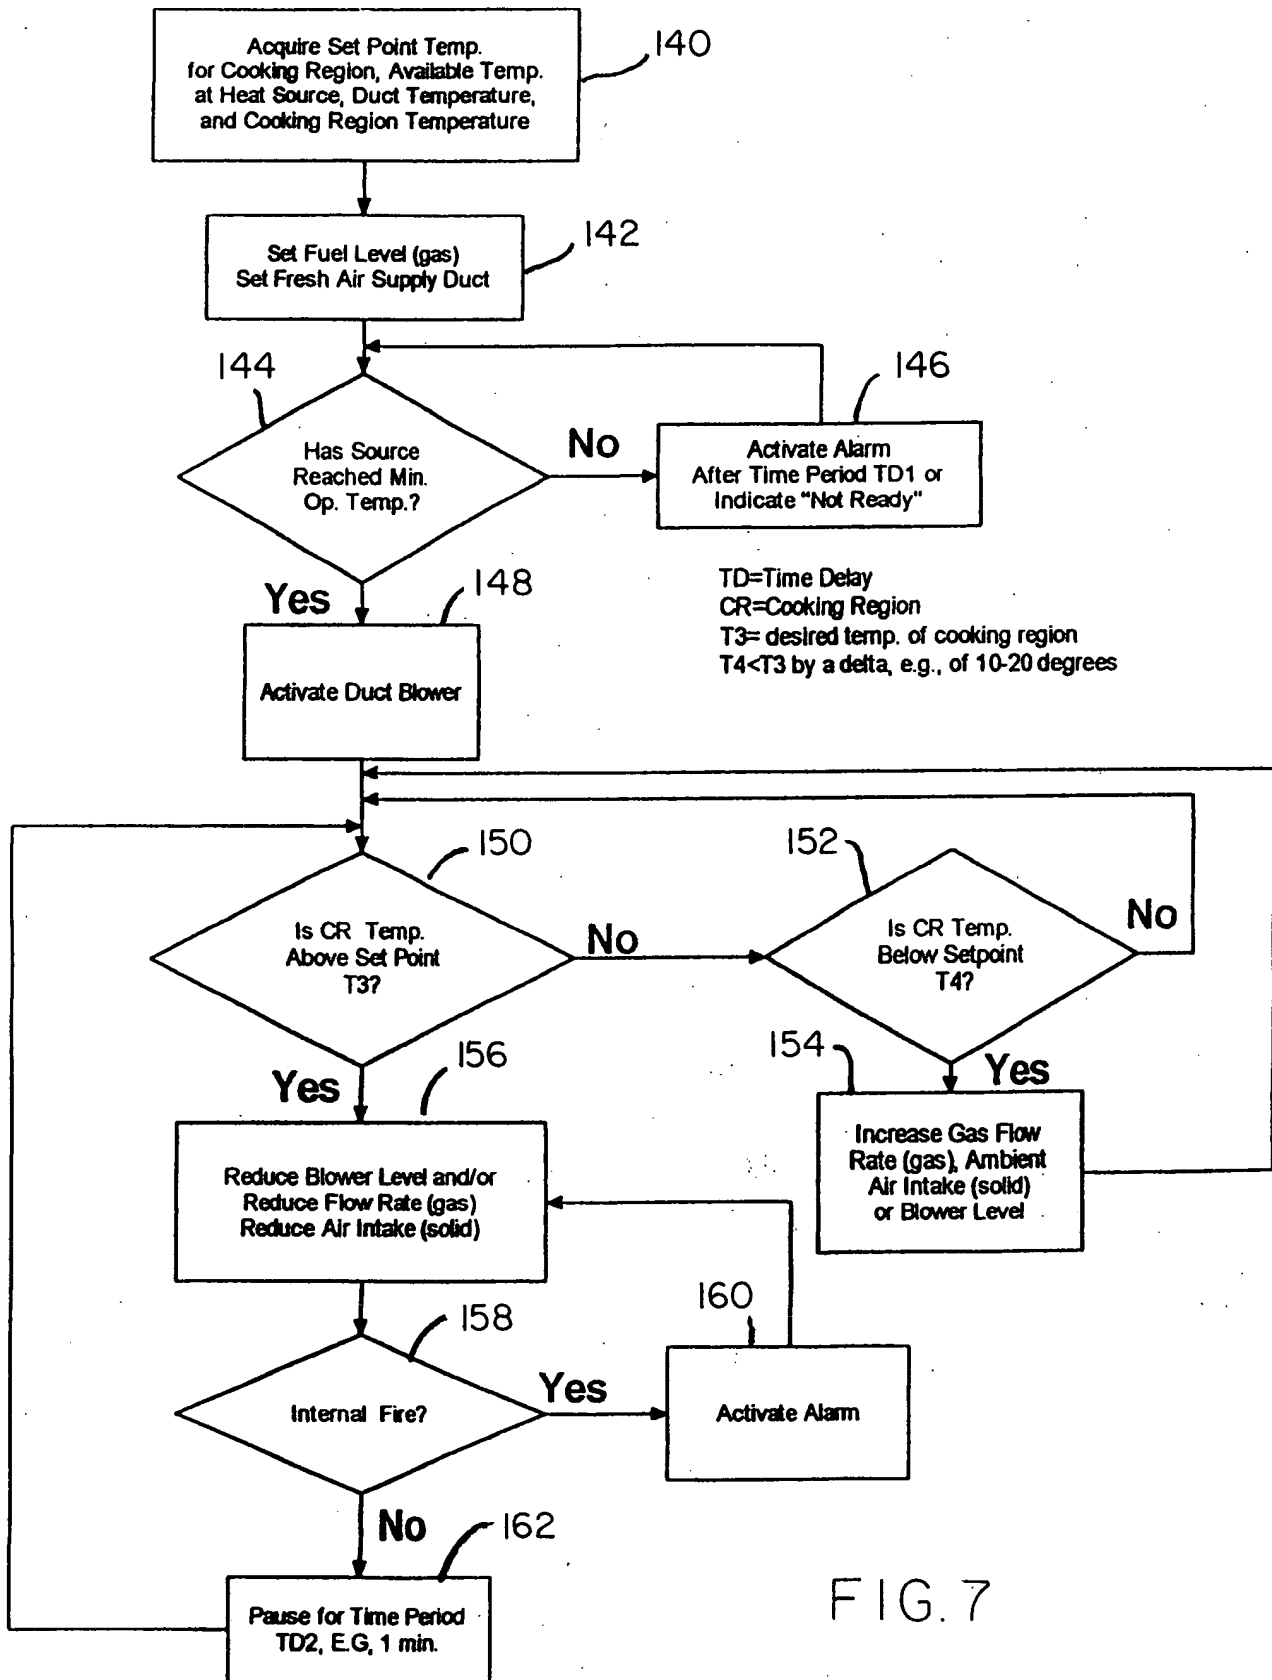 Acquire Set Point Temp.
for Cooking Region, Available Temp.
at Heat Source, Duct Temperature,
and Cooking Region Temperature
140
Set Fuel Level (gas)
Set Fresh Air Supply Duct
142
144
Has Source
Reached Min.
Op. Temp.?
No
146
Activate Alarm
After Time Period TD1 or
Indicate "Not Ready"
Yes
148
TD=Time Delay
CR=Cooking Region
T3= desired temp. of cooking region
T4<T3 by a delta, e.g., of 10-20 degrees
Activate Duct Blower
150
Is CR Temp.
Above Set Point
T3?
No
152
Is CR Temp.
Below Setpoint
T4?
No
Yes
156
154
Yes
Increase Gas Flow
Rate (gas), Ambient
Air Intake (solid)
or Blower Level
Reduce Blower Level and/or
Reduce Flow Rate (gas)
Reduce Air Intake (solid)
158
160
Internal Fire?
Yes
Activate Alarm
No
162
Pause for Time Period
TD2, E.G, 1 min.
FIG. 7